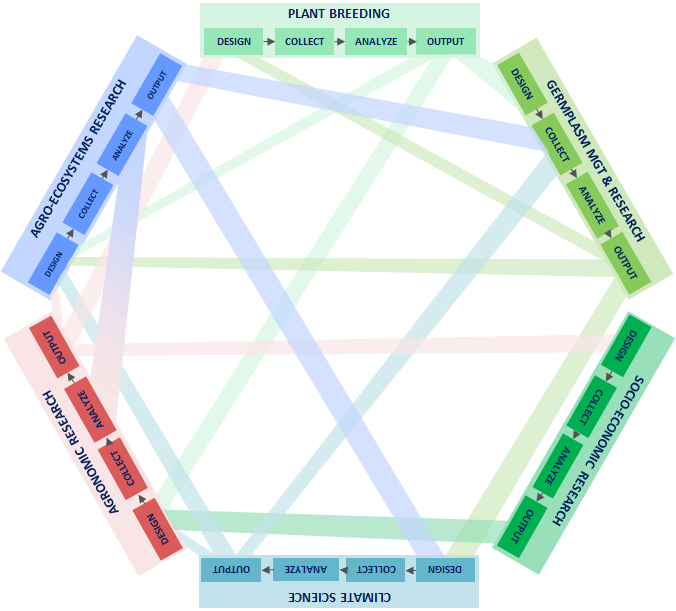 PLANT BREEDING
DESIGN COLLECT ANALYZE OUTPUT
GERMPLASM MGT & RESEARCH
DESIGN COLLECT ANALYZE OUTPUT
SOCIO-ECONOMIC RESEARCH
DESIGN COLLECT ANALYZE OUTPUT
CLIMATE SCIENCE
DESIGN COLLECT ANALYZE OUTPUT
AGRONOMIC RESEARCH
DESIGN COLLECT ANALYZE OUTPUT
AGRO-ECOSYSTEMS RESEARCH
DESIGN COLLECT ANALYZE OUTPUT